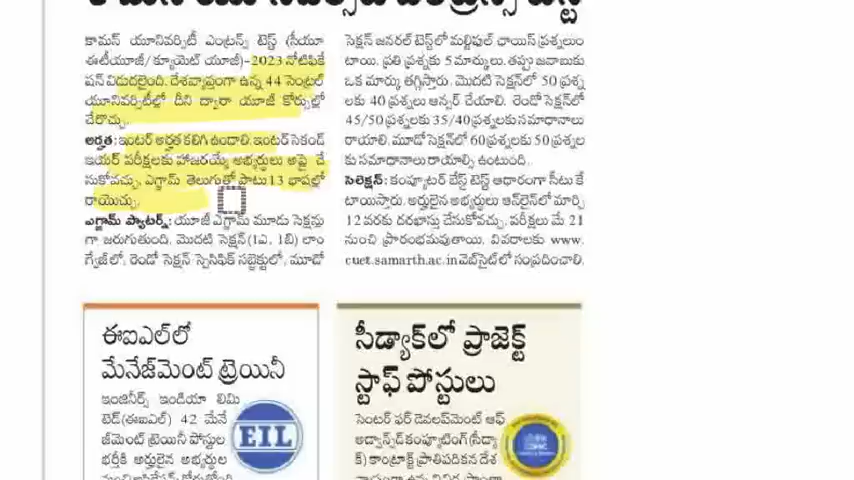 కామన్ యూనివర్సిటీ ఎంట్రన్స్ టెస్ట్
కామన్ యూనివర్సిటీ ఎంట్రన్స్ టెస్ట్ (సీయూ
ఈటీయూజీ/ క్యూయెట్ యూజీ)-2023 నోటిఫికే
షన్ విడుదలైంది. దేశవ్యాప్తంగా ఉన్న 44 సెంట్రల్
యూనివర్సిటీల్లో దీని ద్వారా యూజీ కోర్సుల్లో
చేరొచ్చు.
అర్హత: ఇంటర్ అర్హత కలిగి ఉండాలి. ఇంటర్ సెకండ్
ఇయర్ పరీక్షలకు హాజరయ్యే అభ్యర్థులు అప్లై చే
సుకోవచ్చు. ఎగ్జామ్ తెలుగుతో పాటు 13 భాషల్లో
రాయొచ్చు.
ఎగ్జామ్ ప్యాటర్న్: యూజీ ఎగ్జామ్ మూడు సెక్షన్లు
గా జరుగుతుంది. మొదటి సెక్షన్(1ఎ, 1బి) లాం
గ్వేజ్‌లో, రెండో సెక్షన్ స్పెసిఫిక్ సబ్జెక్టులో, మూడో
సెక్షన్ జనరల్ టెస్ట్‌లో మల్టిపుల్ ఛాయిస్ ప్రశ్నలుం
టాయి. ప్రతి ప్రశ్నకు 5 మార్కులు. తప్పు జవాబుకు
ఒక మార్కు తగ్గిస్తారు. మొదటి సెక్షన్‌లో 50 ప్రశ్న
లకు 40 ప్రశ్నలు ఆన్సర్ చేయాలి. రెండో సెక్షన్‌లో
45/50 ప్రశ్నలకు 35/40 ప్రశ్నలకు సమాధానాలు
రాయాలి. మూడో సెక్షన్‌లో 60 ప్రశ్నలకు 50 ప్రశ్నల
కు సమాధానాలు రాయాల్సి ఉంటుంది.
సెలెక్షన్: కంప్యూటర్ బేస్డ్ టెస్ట్ ఆధారంగా సీటు కే
టాయిస్తారు. అర్హులైన అభ్యర్థులు ఆన్‌లైన్‌లో మార్చి
12 వరకు దరఖాస్తు చేసుకోవచ్చు. పరీక్షలు మే 21
నుంచి ప్రారంభమవుతాయి. వివరాలకు www.
cuet.samarth.ac.in వెబ్‌సైట్‌లో సంప్రదించాలి.
ఈఐఎల్‌లో
మేనేజ్‌మెంట్ ట్రెయినీ
ఇంజినీర్స్ ఇండియా లిమి
టెడ్(ఈఐఎల్) 42 మేనే
జ్‌మెంట్ ట్రెయినీ పోస్టుల
భర్తీకి అర్హులైన అభ్యర్థుల
EIL
సీడ్యాక్‌లో ప్రాజెక్ట్
స్టాఫ్ పోస్టులు
సెంటర్ ఫర్ డెవలప్‌మెంట్ ఆఫ్
అడ్వాన్స్‌డ్ కంప్యూటింగ్(సీడ్యా
క్) కాంట్రాక్ట్ ప్రాతిపదికన దేశ